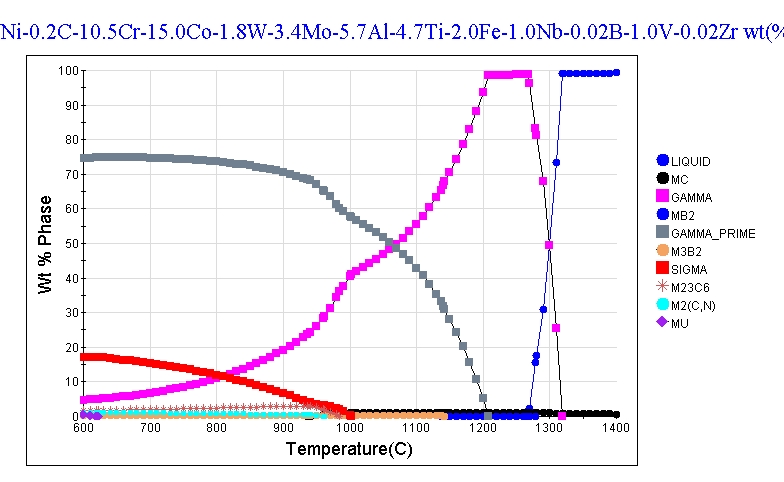 Ni-0.2C-10.5Cr-15.0Co-1.8W-3.4Mo-5.7Al-4.7Ti-2.0Fe-1.0Nb-0.02B-1.0V-0.02Zr wt(%
100
90
80
70
60
50
40
30
20
10
0
Wt % Phase
600 700 800 900 1000 1100 1200 1300 1400
Temperature(C)
LIQUID
MC
GAMMA
MB2
GAMMA_PRIME
M3B2
SIGMA
M23C6
M2(C,N)
MU